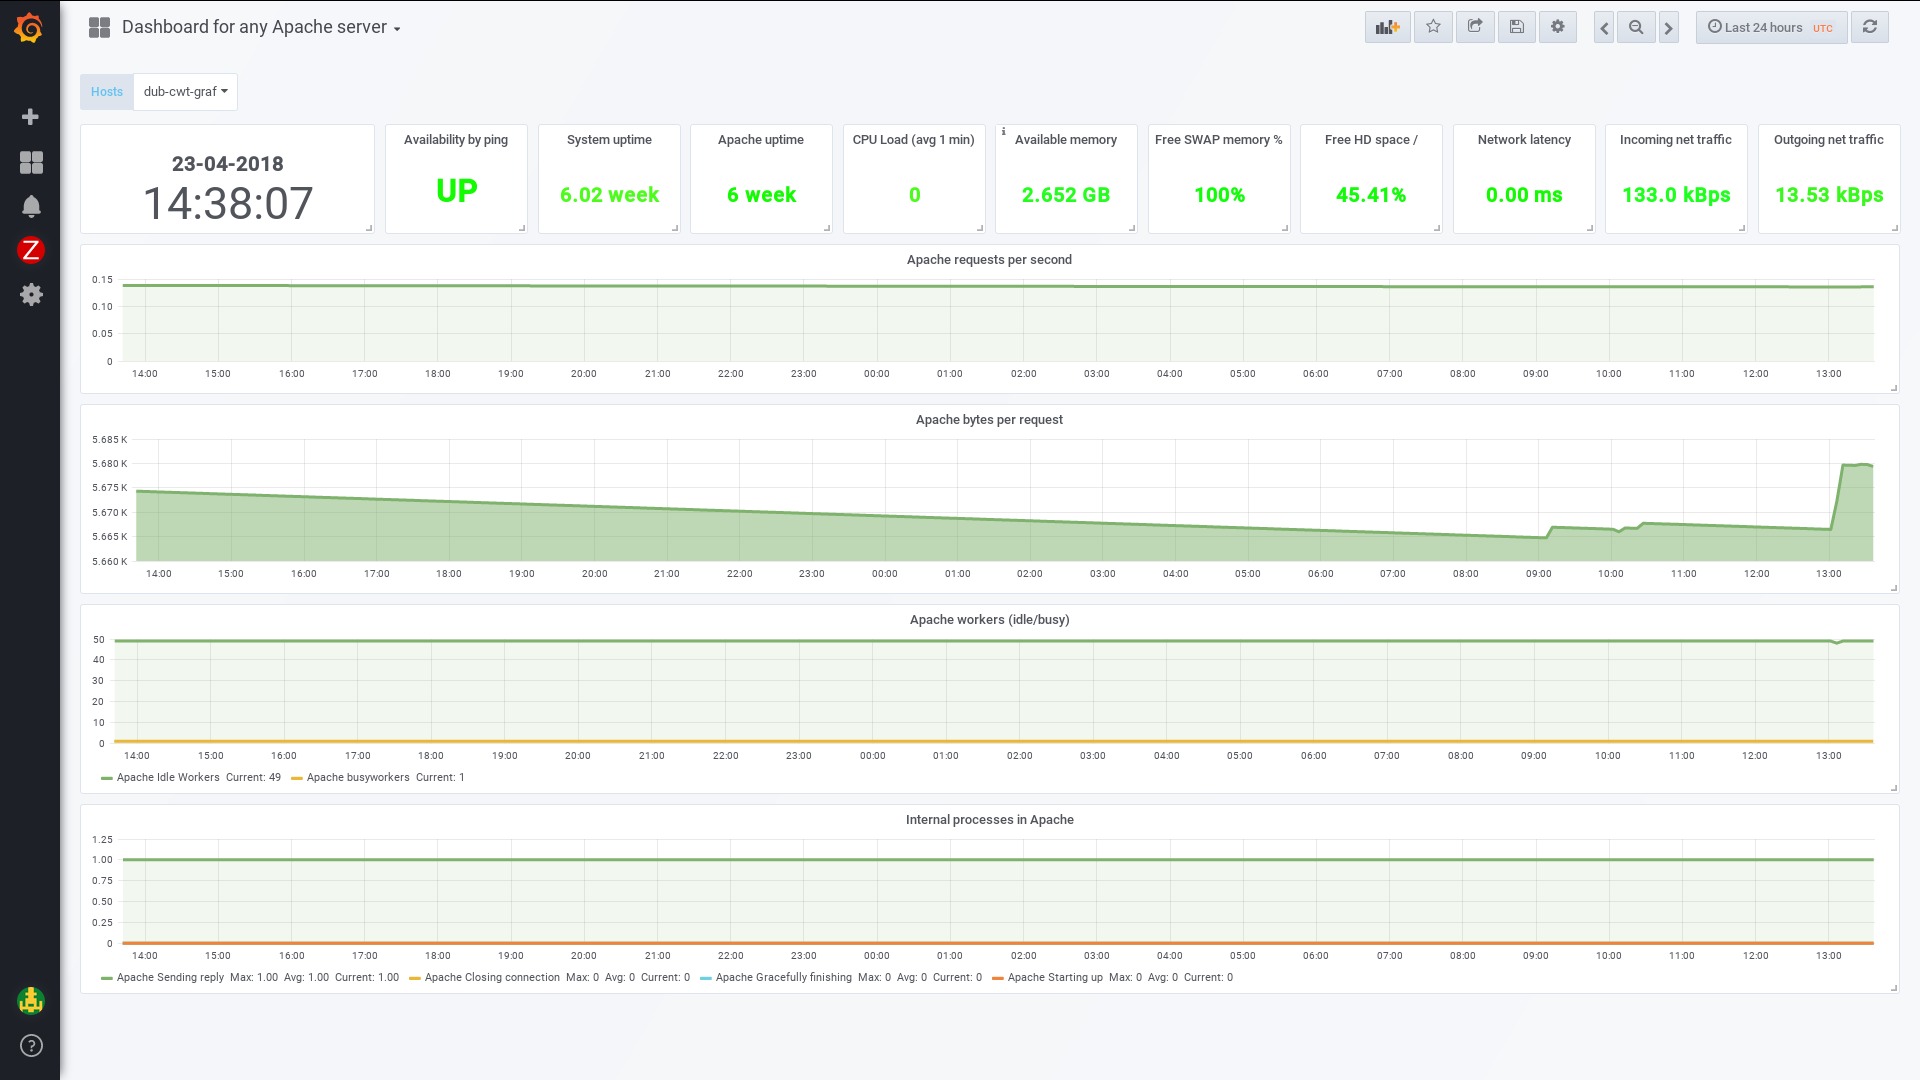 Dashboard for any Apache server
Last 24 hours UTC
Hosts dub-cwt-graf
23-04-2018
14:38:07
Availability by ping
UP
System uptime
6.02 week
Apache uptime
6 week
CPU Load (avg 1 min)
0
i
Available memory
2.652 GB
Free SWAP memory %
100%
Free HD space /
45.41%
Network latency
0.00 ms
Incoming net traffic
133.0 kBps
Outgoing net traffic
13.53 kBps
Apache requests per second
0.15
0.10
0.05
0
14:00 15:00 16:00 17:00 18:00 19:00 20:00 21:00 22:00 23:00 00:00 01:00 02:00 03:00 04:00 05:00 06:00 07:00 08:00 09:00 10:00 11:00 12:00 13:00
Apache bytes per request
5.685 K
5.680 K
5.675 K
5.670 K
5.665 K
5.660 K
14:00 15:00 16:00 17:00 18:00 19:00 20:00 21:00 22:00 23:00 00:00 01:00 02:00 03:00 04:00 05:00 06:00 07:00 08:00 09:00 10:00 11:00 12:00 13:00
Apache workers (idle/busy)
50
40
30
20
10
0
14:00 15:00 16:00 17:00 18:00 19:00 20:00 21:00 22:00 23:00 00:00 01:00 02:00 03:00 04:00 05:00 06:00 07:00 08:00 09:00 10:00 11:00 12:00 13:00
Apache Idle Workers Current: 49 Apache busyworkers Current: 1
Internal processes in Apache
1.25
1.00
0.75
0.50
0.25
0
14:00 15:00 16:00 17:00 18:00 19:00 20:00 21:00 22:00 23:00 00:00 01:00 02:00 03:00 04:00 05:00 06:00 07:00 08:00 09:00 10:00 11:00 12:00 13:00
Apache Sending reply Max: 1.00 Avg: 1.00 Current: 1.00 Apache Closing connection Max: 0 Avg: 0 Current: 0 Apache Gracefully finishing Max: 0 Avg: 0 Current: 0 Apache Starting up Max: 0 Avg: 0 Current: 0
Z
?